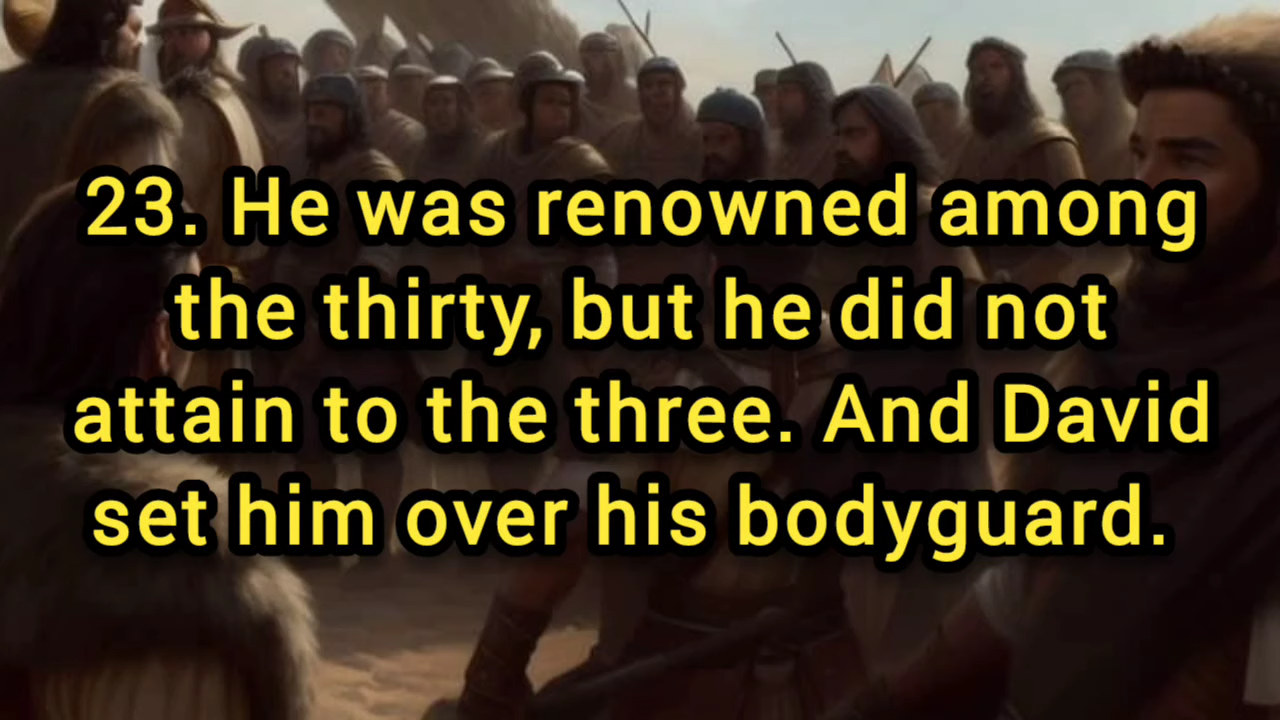 23. He was renowned among
the thirty, but he did not
attain to the three. And David
set him over his bodyguard.